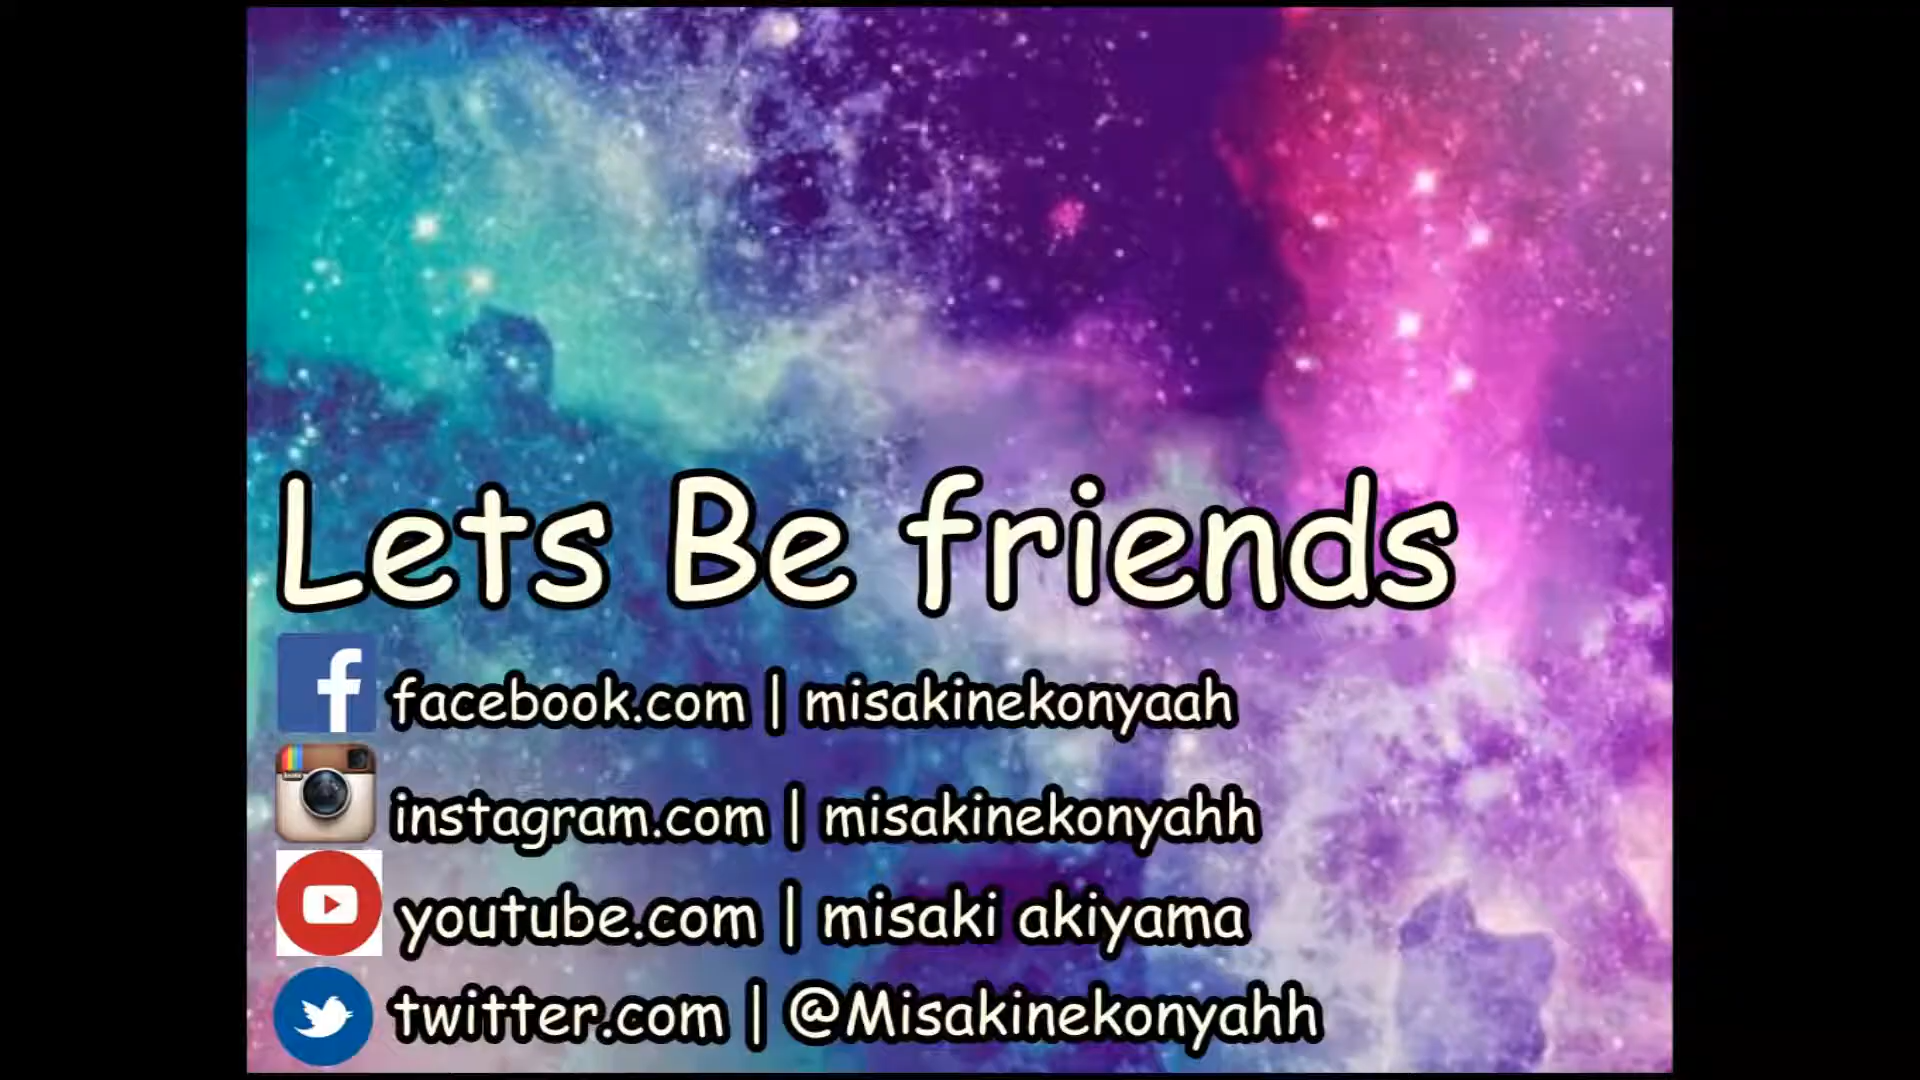 Lets Be friends
facebook.com | misakinekonyaah
instagram.com | misakinekonyahh
youtube.com | misaki akiyama
twitter.com | @Misakinekonyahh